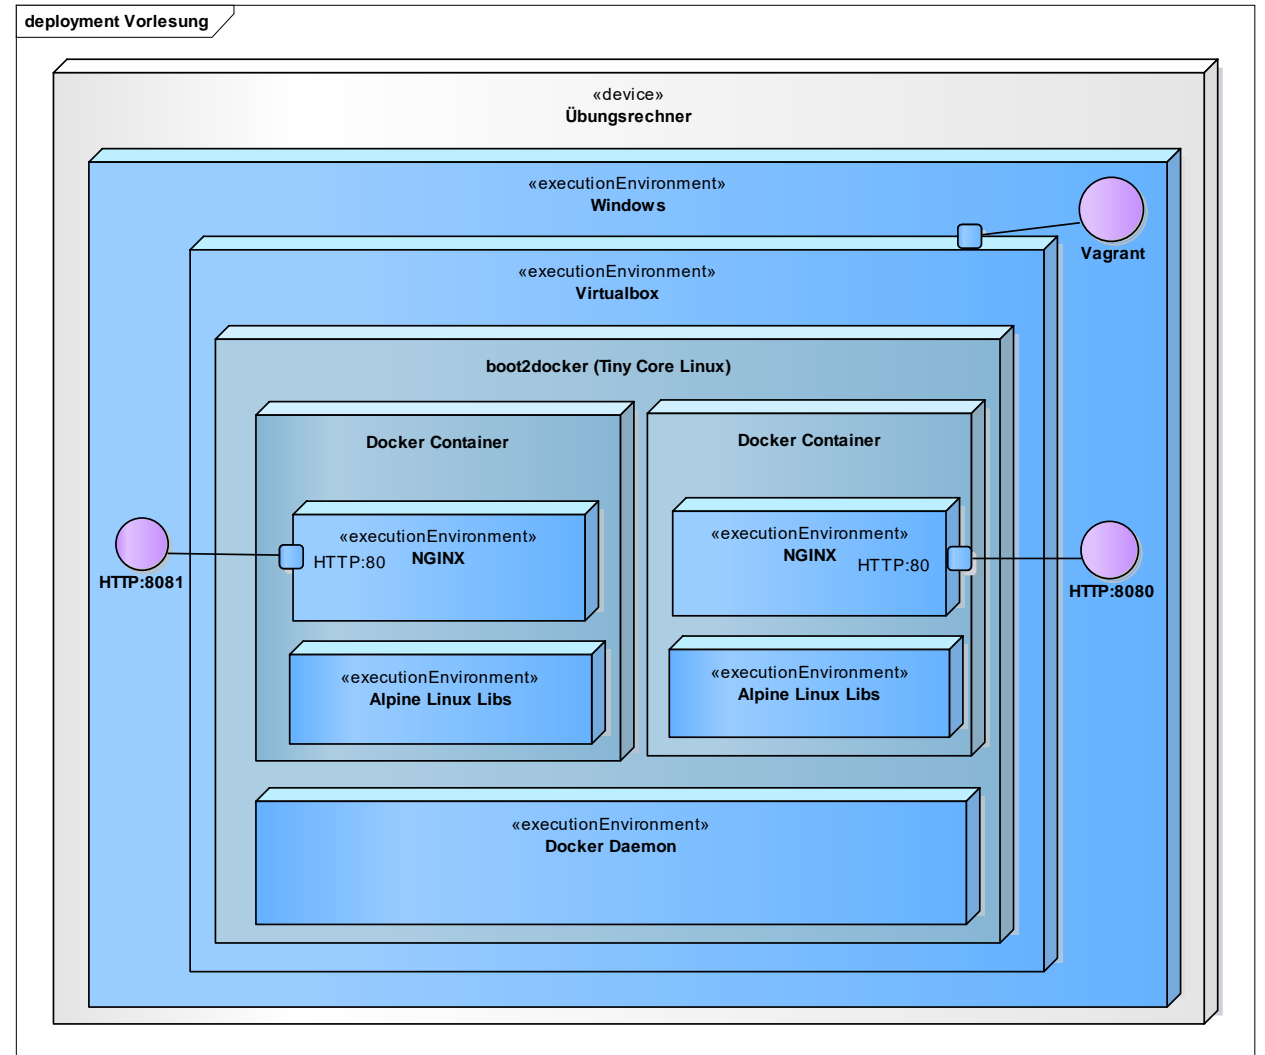 deployment Vorlesung
«device»
Übungsrechner
«executionEnvironment»
Windows
Vagrant
«executionEnvironment»
Virtualbox
boot2docker (Tiny Core Linux)
Docker Container
Docker Container
«executionEnvironment»
NGINX
HTTP:80
HTTP:8081
«executionEnvironment»
NGINX
HTTP:80
HTTP:8080
«executionEnvironment»
Alpine Linux Libs
«executionEnvironment»
Alpine Linux Libs
«executionEnvironment»
Docker Daemon